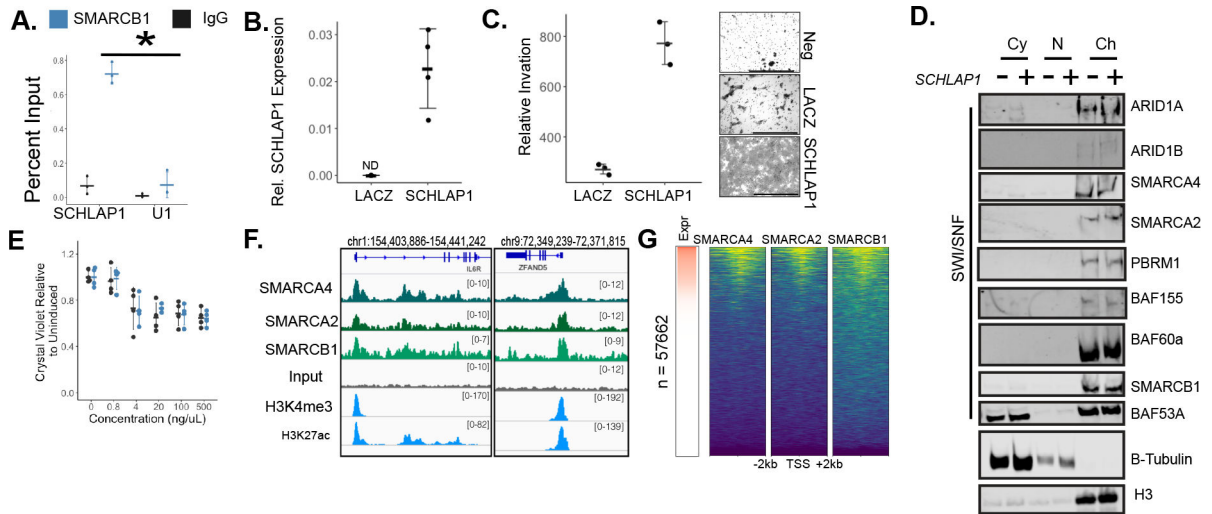 A.
SMARCB1
IgG
*
Percent Input
0.8
0.6
0.4
0.2
0.0
SCHLAP1
U1
B.
Rel. SCHLAP1 Expression
0.03
0.02
0.01
0.00
ND
LACZ
SCHLAP1
C.
Relative Invation
800
600
400
LACZ
SCHLAP1
Neg
LACZ
SCHLAP1
D.
Cy
N
Ch
SCHLAP1
- + - + - +
SWI/SNF
ARID1A
ARID1B
SMARCA4
SMARCA2
PBRM1
BAF155
BAF60a
SMARCB1
BAF53A
B-Tubulin
H3
E
Crystal Violet Relative
to Uninduced
1.2
0.8
0.4
0.0
0 0.8 4 20 100 500
Concentration (ng/uL)
F.
chr1:154,403,886-154,441,242
chr9:72,349,239-72,371,815
IL6R
ZFAND5
SMARCA4
[0-10]
[0-12]
SMARCA2
[0-10]
[0-12]
SMARCB1
[0-7]
[0-9]
Input
[0-10]
[0-12]
H3K4me3
[0-170]
[0-192]
H3K27ac
[0-82]
[0-139]
G
Expr
SMARCA4
SMARCA2
SMARCB1
n = 57662
-2kb TSS +2kb